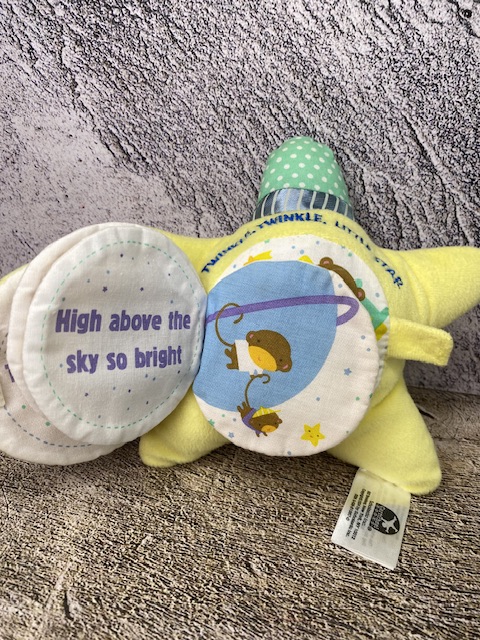 TWINKLE, TWINKLE, LITTLE STAR
High above the
sky so bright